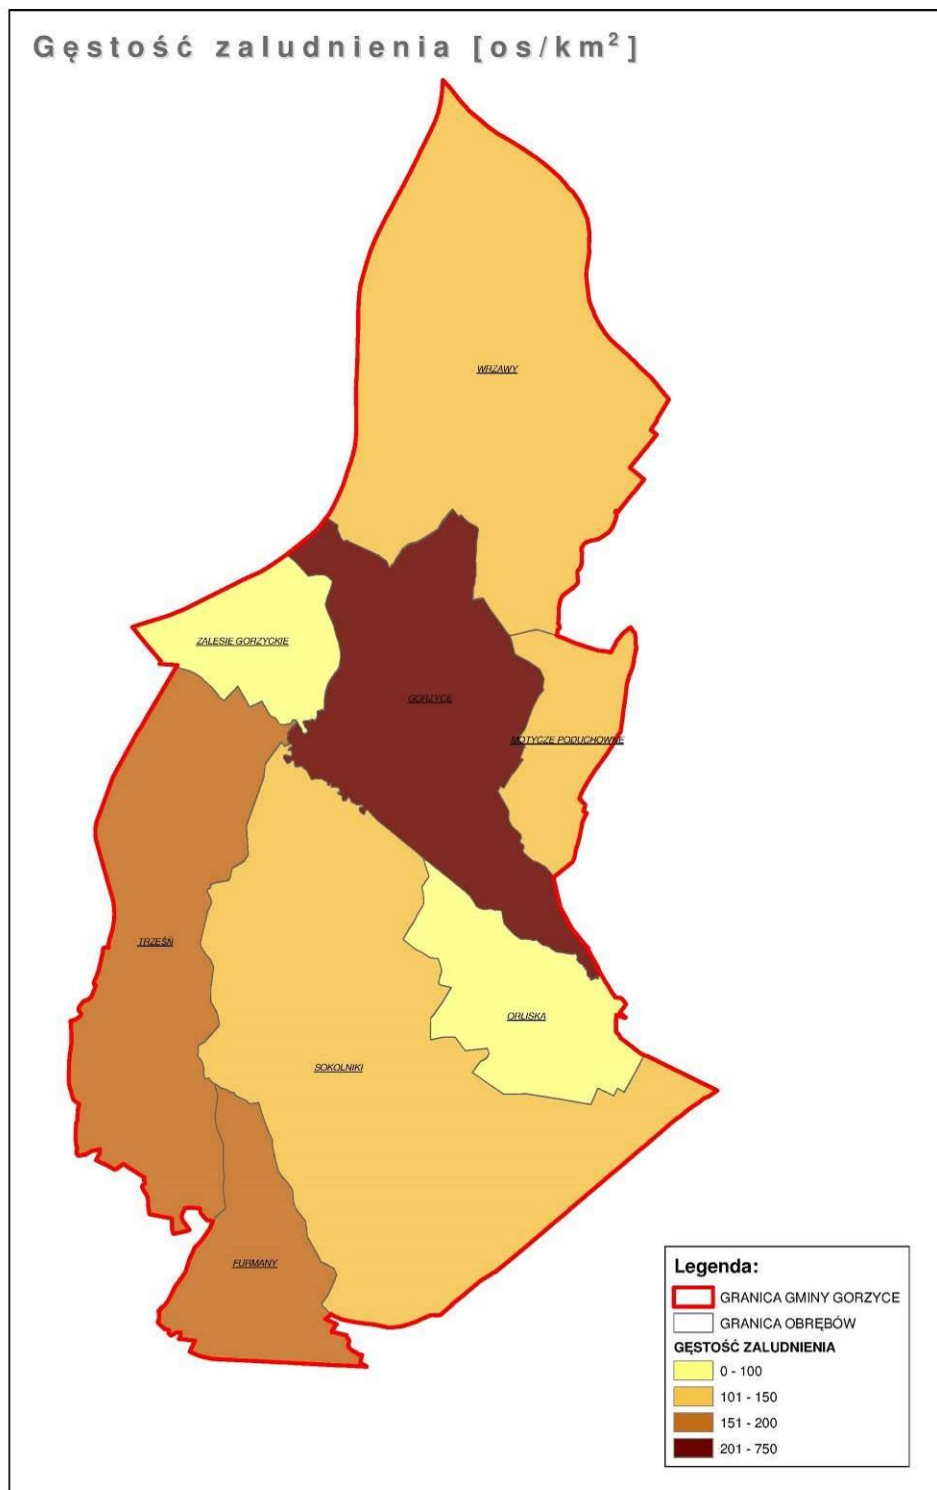 Gęstość zaludnienia [os/km²]
WRZAWY
ZALESIE GORZYCKIE
GORZYCE
MOTYCZE PODUCHOWNE
TRZEŚŃ
ORLISKA
SOKOLNIKI
FURMANY
Legenda:
GRANICA GMINY GORZYCE
GRANICA OBRĘBÓW
GĘSTOŚĆ ZALUDNIENIA
0 - 100
101 - 150
151 - 200
201 - 750